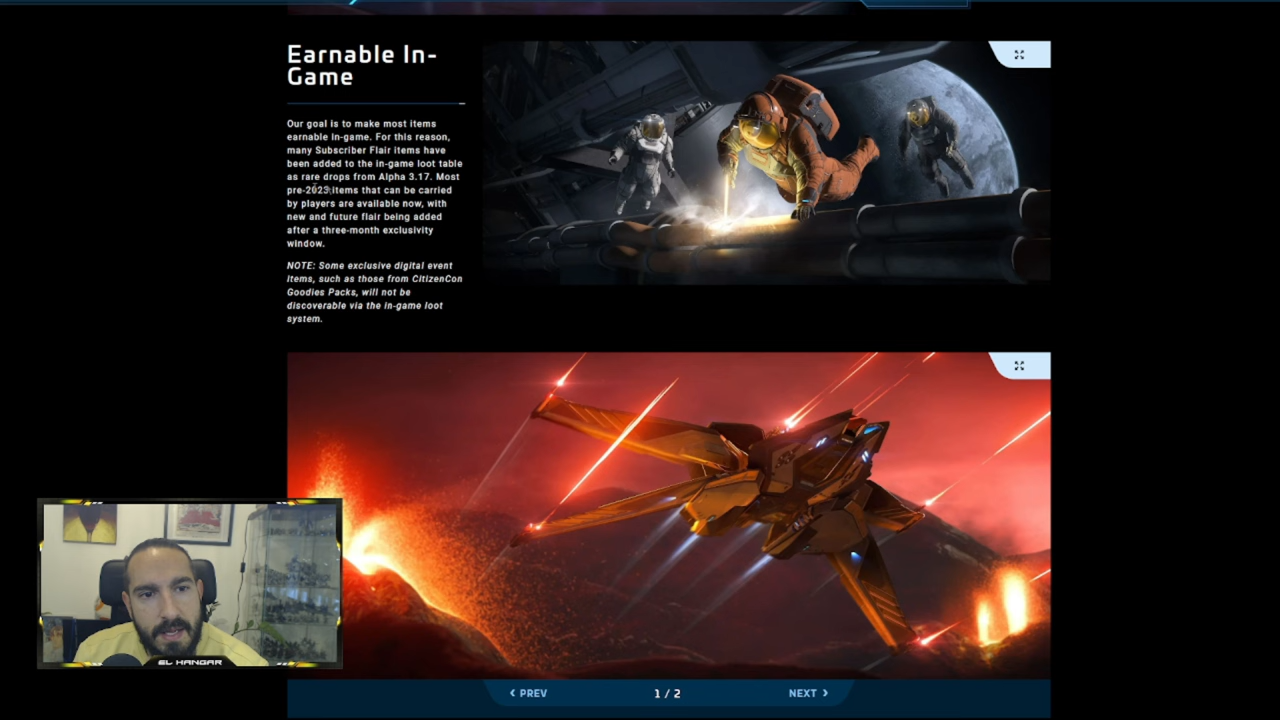 Earnable In-
Game
Our goal is to make most items
earnable in-game. For this reason,
many Subscriber Flair items have
been added to the in-game loot table
as rare drops from Alpha 3.17. Most
pre-2023 items that can be carried
by players are available now, with
new and future flair being added
after a three-month exclusivity
window.
NOTE: Some exclusive digital event
items, such as those from CitizenCon
Goodies Packs, will not be
discoverable via the in-game loot
system.
EL HANGAR
PREV
1 / 2
NEXT